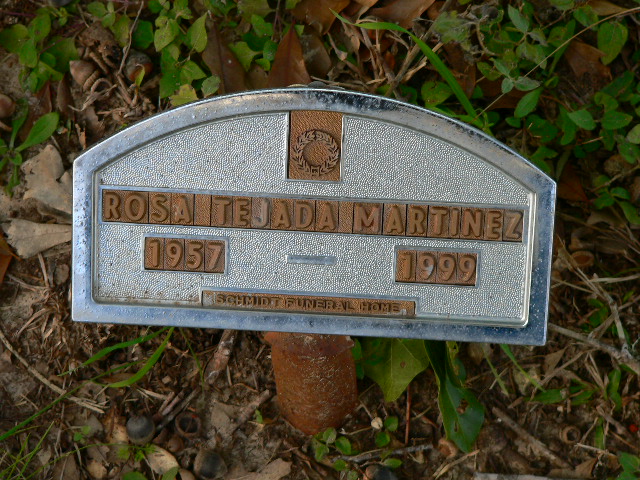 ROSA TEJADA MARTINEZ
1957 1999
SCHMIDT FUNERAL HOME